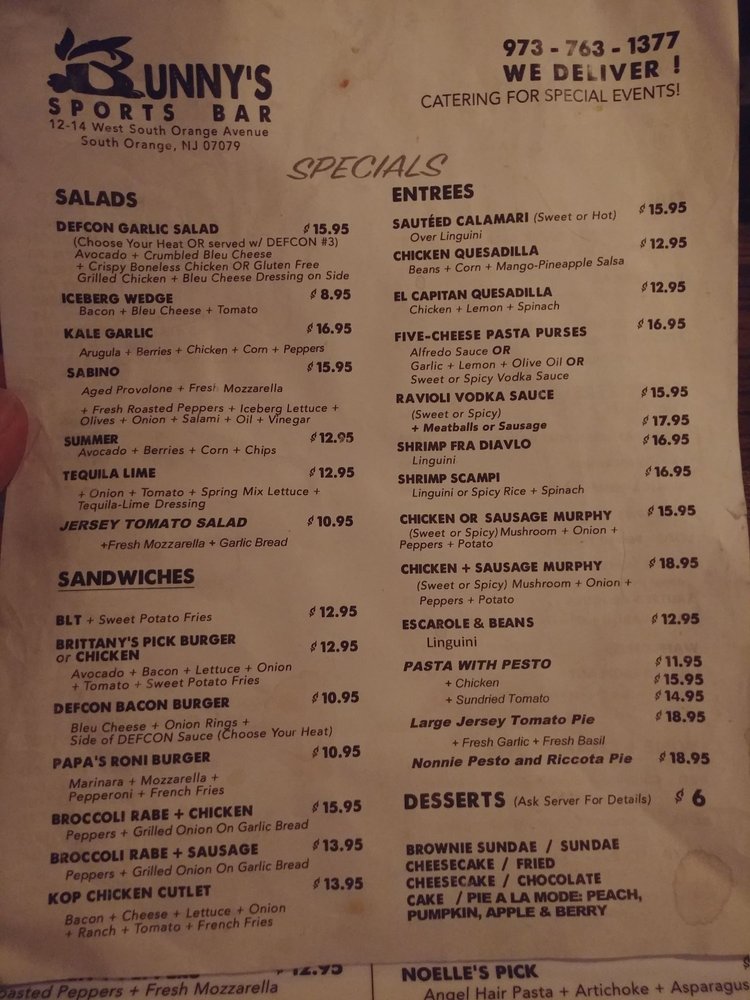 BUNNY'S
SPORTS BAR
12-14 West South Orange Avenue
South Orange, NJ 07079
973 - 763 - 1377
WE DELIVER !
CATERING FOR SPECIAL EVENTS!
SPECIALS
SALADS
DEFCON GARLIC SALAD $15.95
(Choose Your Heat OR served w/ DEFCON #3)
Avocado + Crumbled Bleu Cheese
+ Crispy Boneless Chicken OR Gluten Free
Grilled Chicken + Bleu Cheese Dressing on Side
ICEBERG WEDGE $8.95
Bacon + Bleu Cheese + Tomato
KALE GARLIC $16.95
Arugula + Berries + Chicken + Corn + Peppers
SABINO $15.95
Aged Provolone + Fresh Mozzarella
+ Fresh Roasted Peppers + Iceberg Lettuce +
Olives + Onion + Salami + Oil + Vinegar
SUMMER $12.95
Avocado + Berries + Corn + Chips
TEQUILA LIME $12.95
+ Onion + Tomato + Spring Mix Lettuce +
Tequila-Lime Dressing
JERSEY TOMATO SALAD $10.95
+Fresh Mozzarella + Garlic Bread
SANDWICHES
BLT + Sweet Potato Fries $12.95
BRITTANY'S PICK BURGER $12.95
or CHICKEN
Avocado + Bacon + Lettuce + Onion
+ Tomato + Sweet Potato Fries
DEFCON BACON BURGER $10.95
Bleu Cheese + Onion Rings +
Side of DEFCON Sauce (Choose Your Heat)
PAPA'S RONI BURGER $10.95
Marinara + Mozzarella +
Pepperoni + French Fries
BROCCOLI RABE + CHICKEN $15.95
Peppers + Grilled Onion On Garlic Bread
BROCCOLI RABE + SAUSAGE $13.95
Peppers + Grilled Onion On Garlic Bread
KOP CHICKEN CUTLET $13.95
Bacon + Cheese + Lettuce + Onion
+ Ranch + Tomato + French Fries
ENTREES
SAUTÉED CALAMARI (Sweet or Hot) $15.95
Over Linguini
CHICKEN QUESADILLA $12.95
Beans + Corn + Mango-Pineapple Salsa
EL CAPITAN QUESADILLA $12.95
Chicken + Lemon + Spinach
FIVE-CHEESE PASTA PURSES $16.95
Alfredo Sauce OR
Garlic + Lemon + Olive Oil OR
Sweet or Spicy Vodka Sauce
RAVIOLI VODKA SAUCE $15.95
(Sweet or Spicy)
+ Meatballs or Sausage $17.95
SHRIMP FRA DIAVLO $16.95
Linguini
SHRIMP SCAMPI $16.95
Linguini or Spicy Rice + Spinach
CHICKEN OR SAUSAGE MURPHY $15.95
(Sweet or Spicy) Mushroom + Onion +
Peppers + Potato
CHICKEN + SAUSAGE MURPHY $18.95
(Sweet or Spicy) Mushroom + Onion +
Peppers + Potato
ESCAROLE & BEANS $12.95
Linguini
PASTA WITH PESTO $11.95
+ Chicken $15.95
+ Sundried Tomato $14.95
Large Jersey Tomato Pie $18.95
+ Fresh Garlic + Fresh Basil
Nonnie Pesto and Riccota Pie $18.95
DESSERTS (Ask Server For Details) $6
BROWNIE SUNDAE / SUNDAE
CHEESECAKE / FRIED
CHEESECAKE / CHOCOLATE
CAKE / PIE A LA MODE: PEACH,
PUMPKIN, APPLE & BERRY
12.95
Peppers + Fresh Mozzarella
NOELLE'S PICK
Angel Hair Pasta + Artichoke + Asparagus